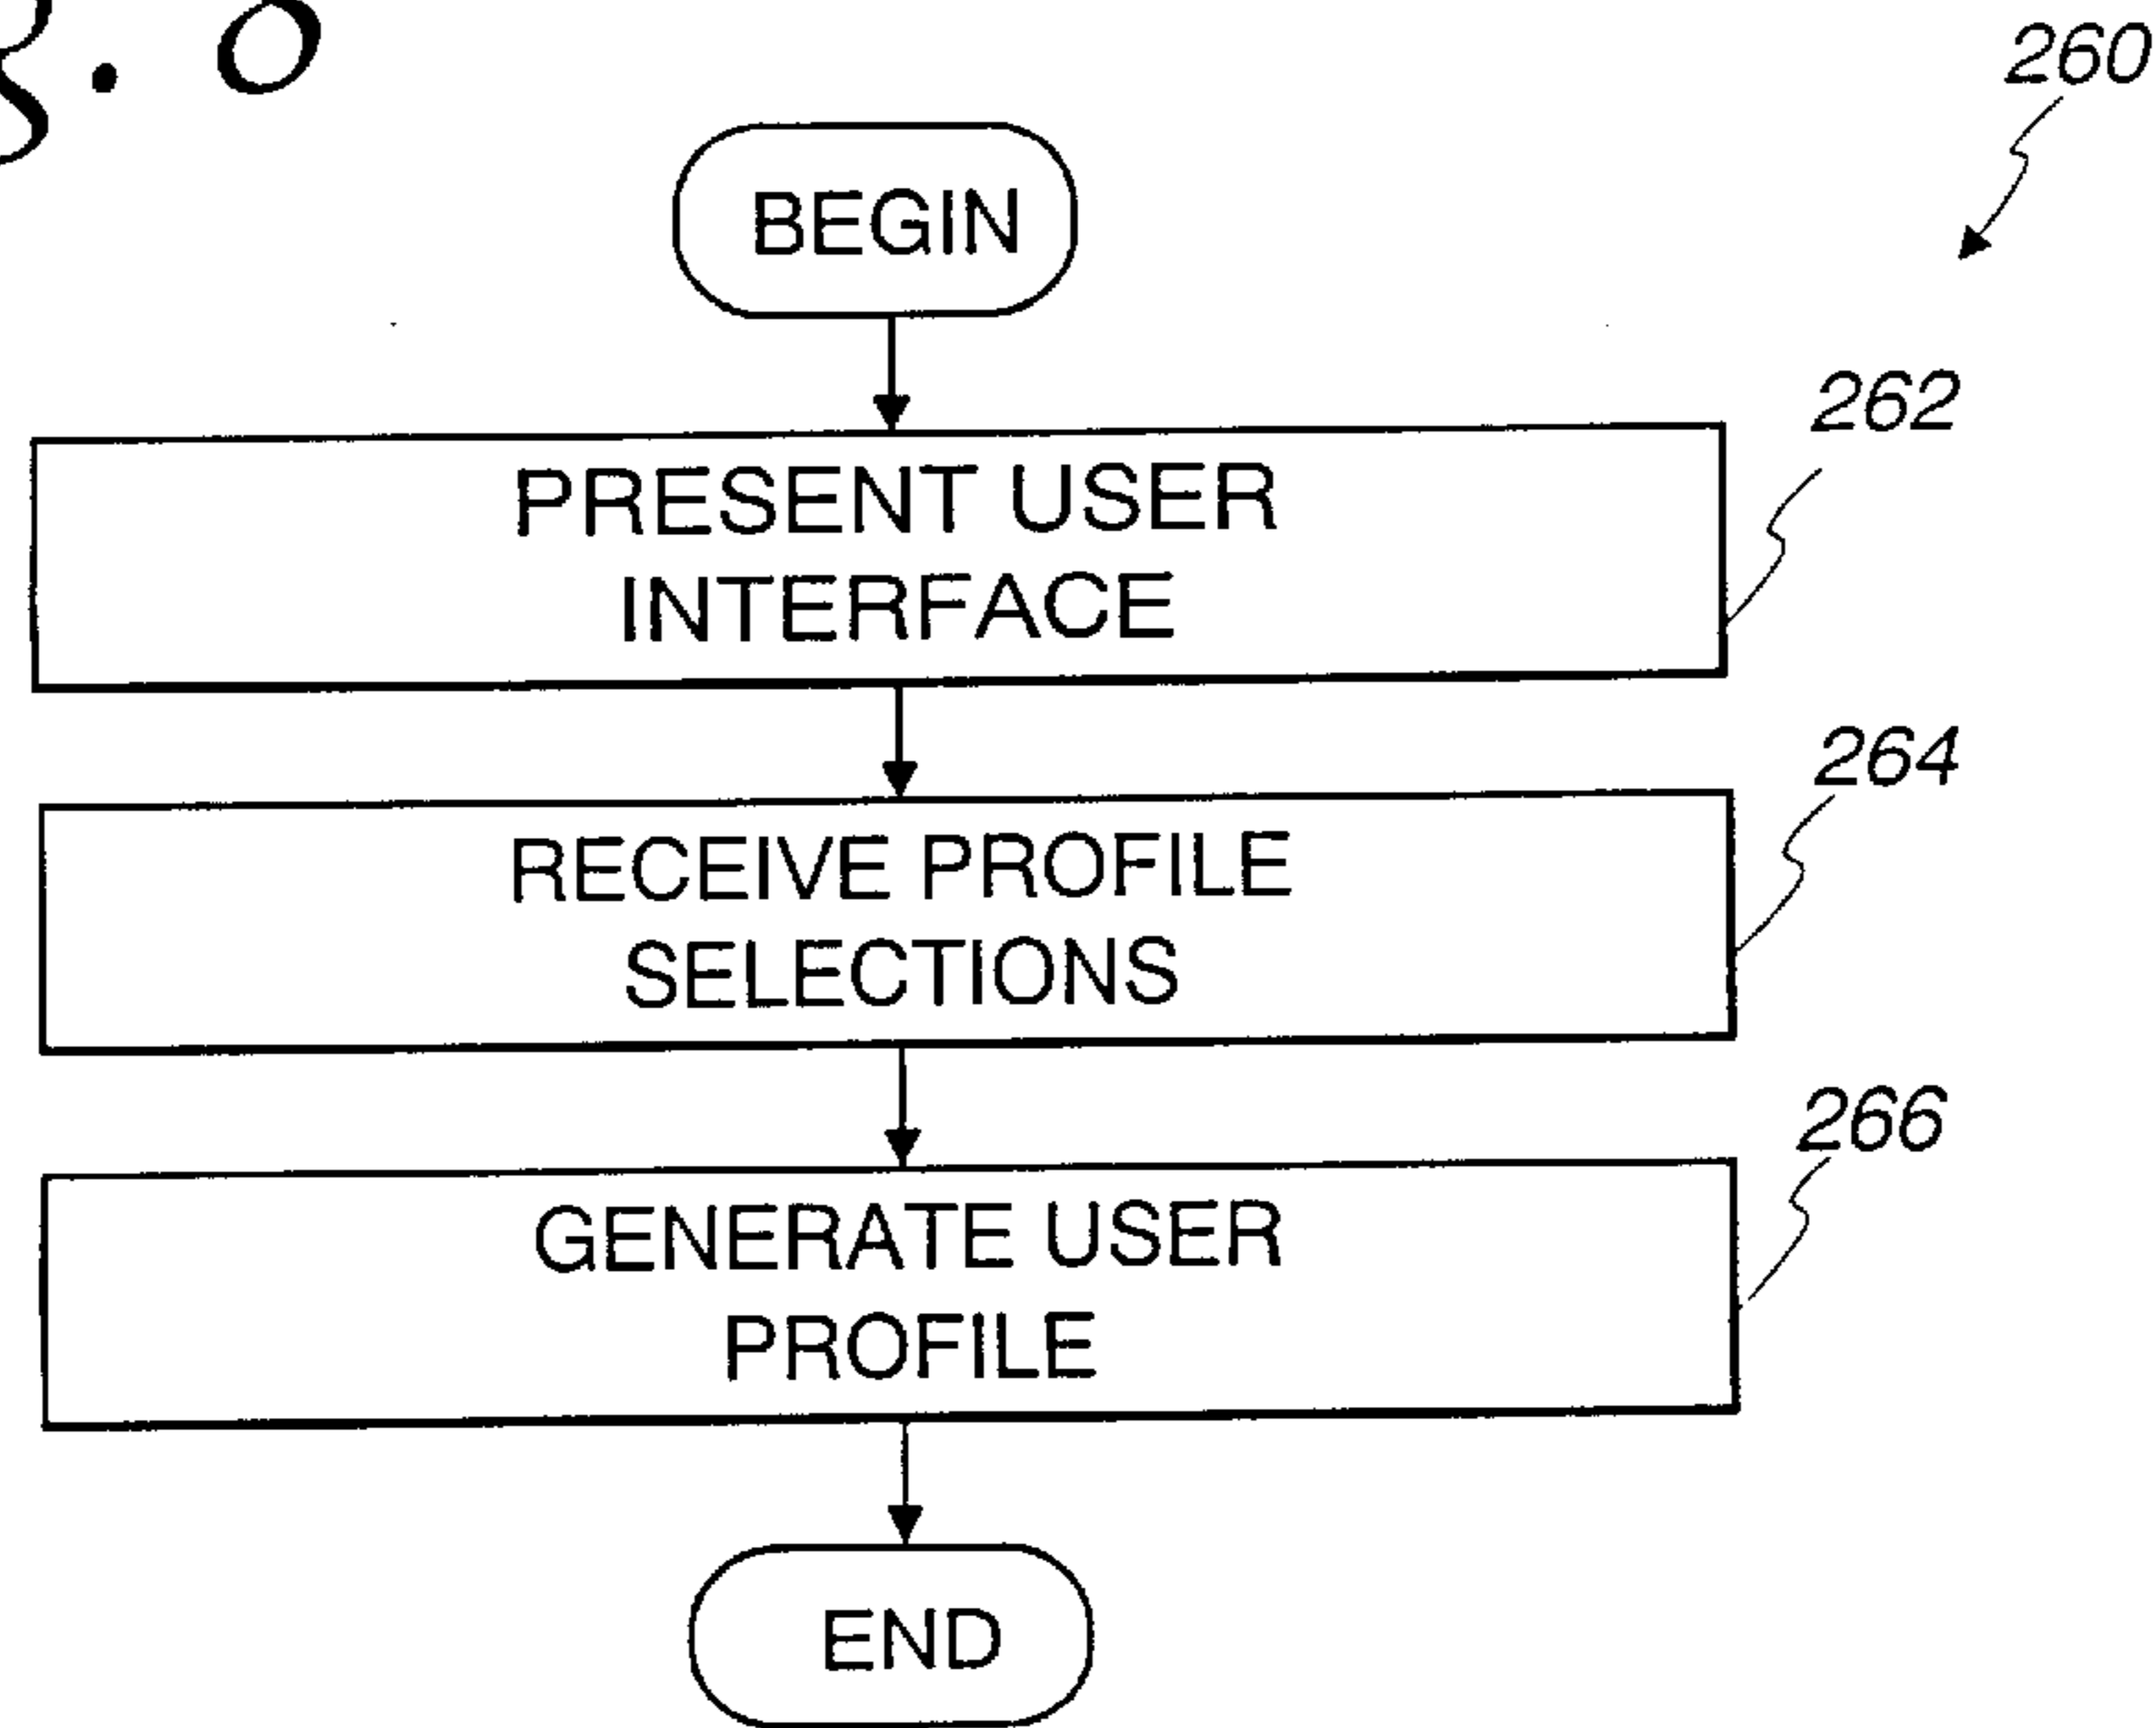 260
BEGIN
262
PRESENT USER
INTERFACE
264
RECEIVE PROFILE
SELECTIONS
266
GENERATE USER
PROFILE
END